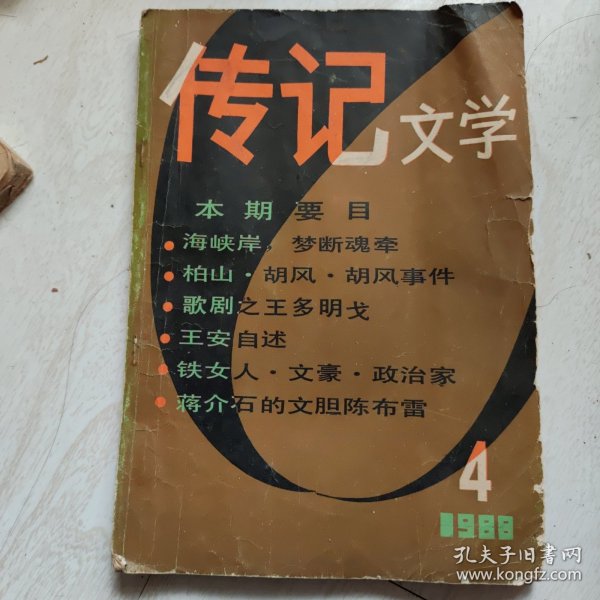 传记文学
本期要目
海峡岸，梦断魂牵
柏山·胡风·胡风事件
歌剧之王多明戈
王安自述
铁女人·文豪·政治家
蒋介石的文胆陈布雷
4
1988
孔夫子旧书网
www.kongfz.com